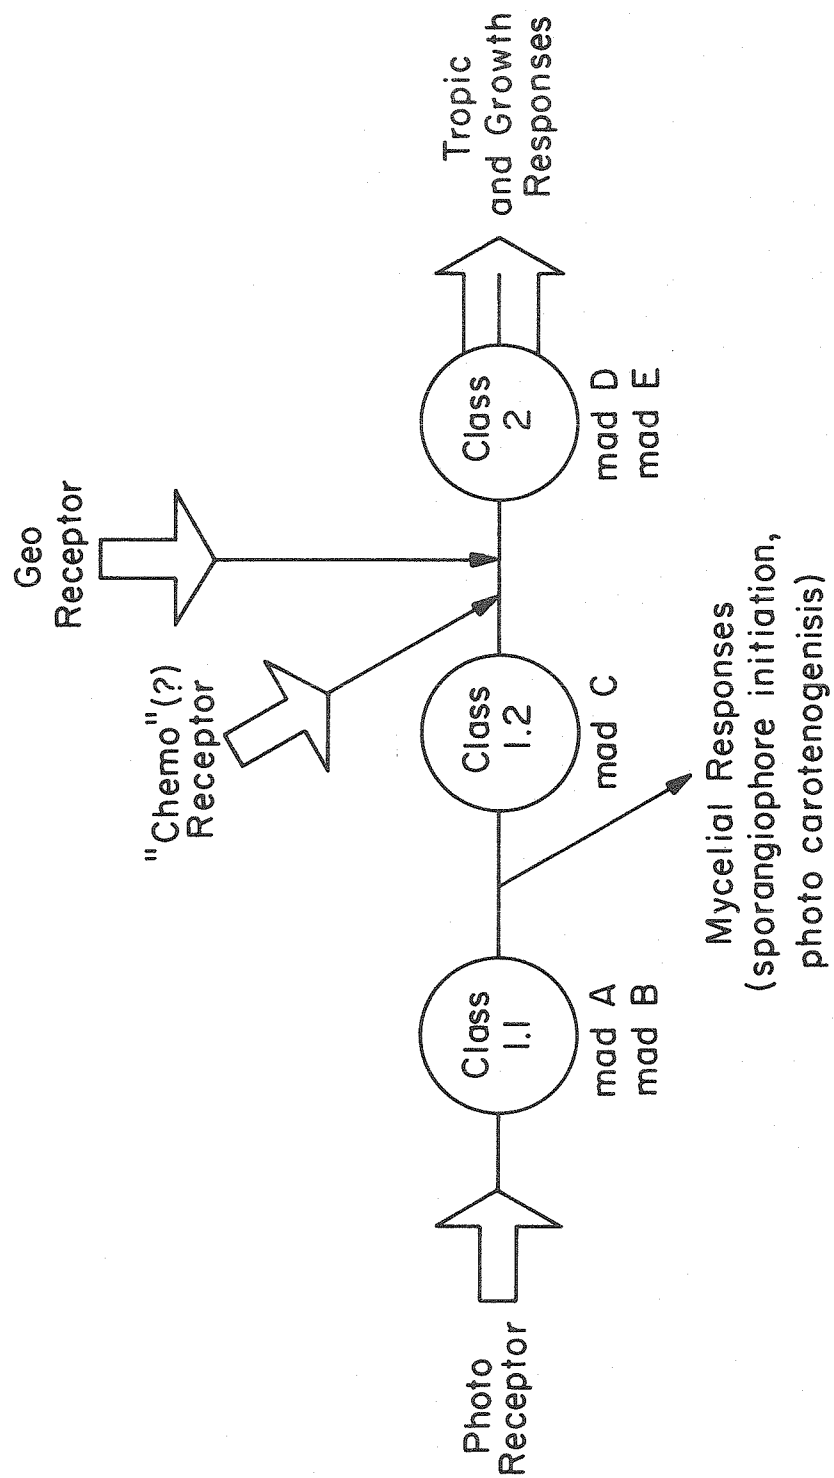 Photo
Receptor
Class
1.1
mad A
mad B
Mycelial Responses
(sporangiophore initiation,
photo carotenogenisis)
"Chemo"(?)
Receptor
Class
1.2
mad C
Geo
Receptor
Class
2
mad D
mad E
Tropic
and Growth
Responses